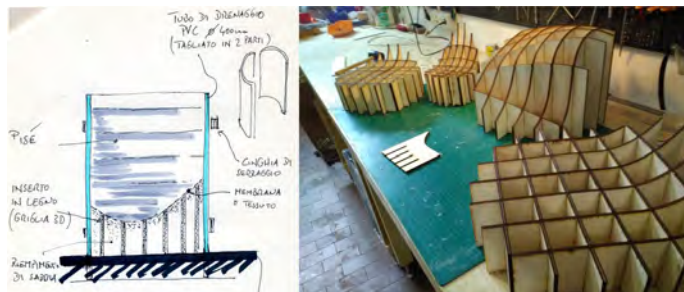 TUBO DI DRENAGGIO
PVC Ø 400mm
(TAGLIATO IN 2 PARTI)
PISÉ
CINGHIA DI
SERRAGGIO
INSERTO
IN LEGNO
(GRIGLIA 3D)
MEMBRANA
O TESSUTO
RIEMPIMENTO
DI SABBIA